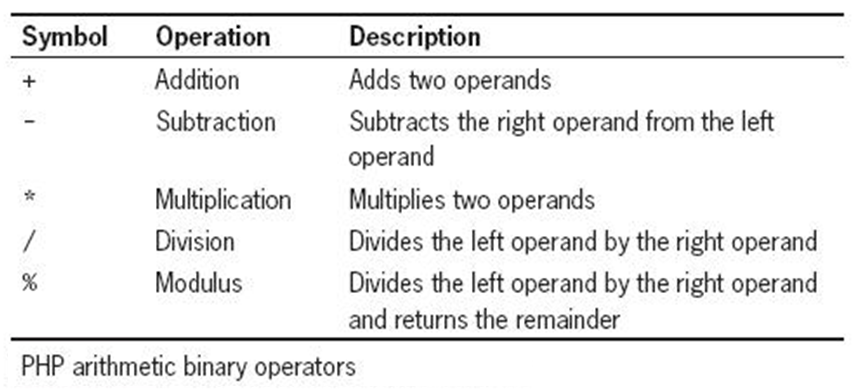 Symbol Operation Description
+ Addition Adds two operands
– Subtraction Subtracts the right operand from the left
operand
* Multiplication Multiplies two operands
/ Division Divides the left operand by the right operand
% Modulus Divides the left operand by the right operand
and returns the remainder
PHP arithmetic binary operators